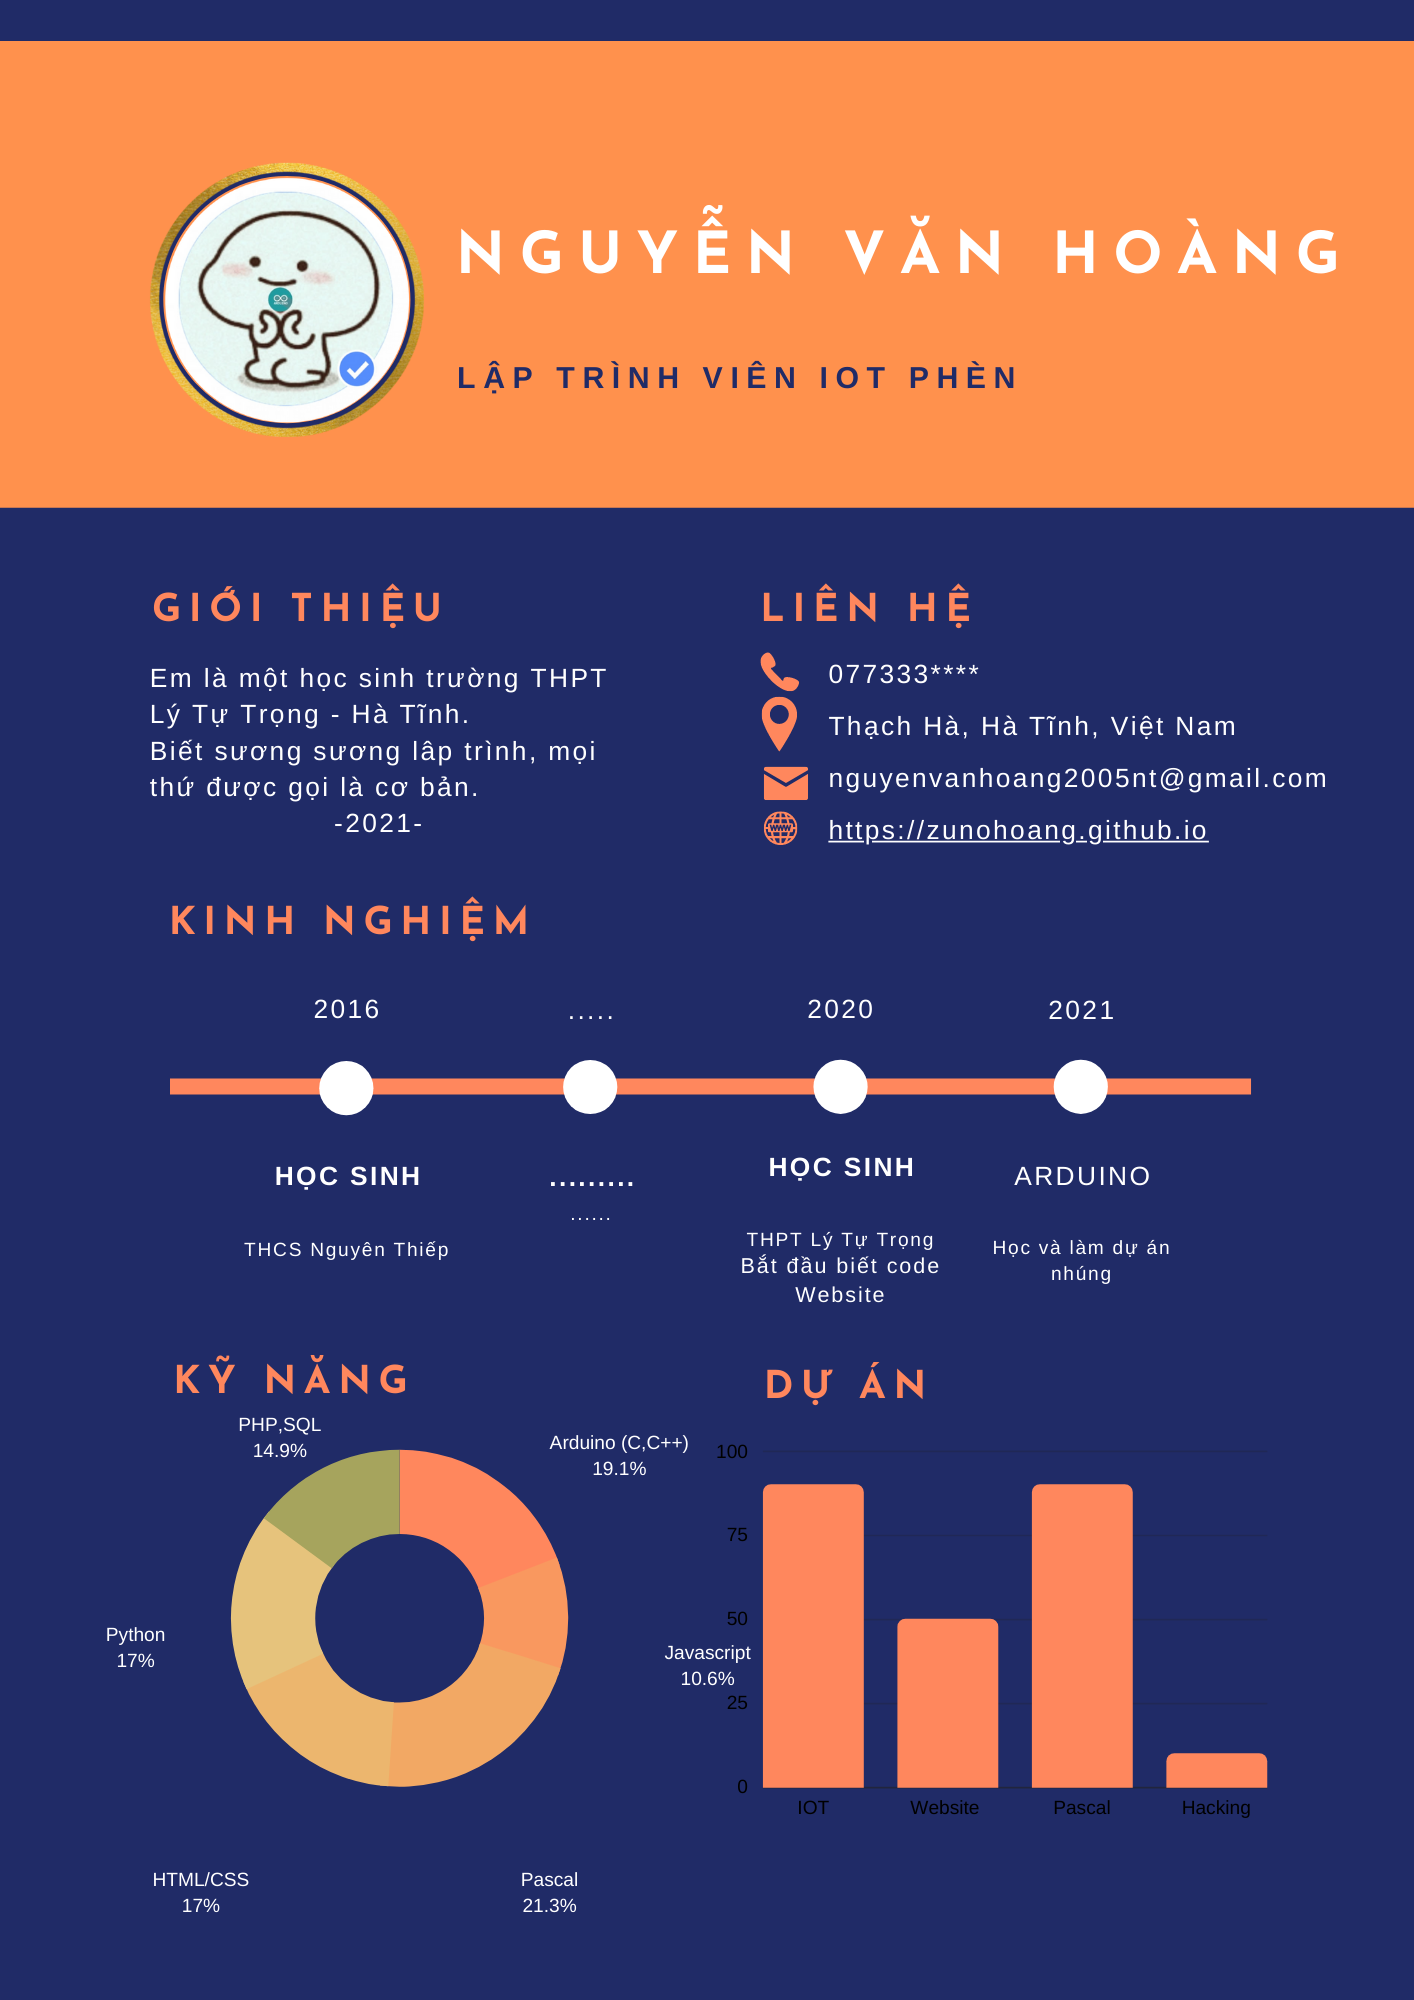 NGUYỄN VĂN HOÀNG
LẬP TRÌNH VIÊN IOT PHÈN
GIỚI THIỆU
Em là một học sinh trường THPT
Lý Tự Trọng - Hà Tĩnh.
Biết sương sương lâp trình, mọi
thứ được gọi là cơ bản.
-2021-
LIÊN HỆ
077333****
Thạch Hà, Hà Tĩnh, Việt Nam
nguyenvanhoang2005nt@gmail.com
https://zunohoang.github.io
KINH NGHIỆM
2016
.....
2020
2021
HỌC SINH
THCS Nguyên Thiếp
.........
......
HỌC SINH
THPT Lý Tự Trọng
Bắt đầu biết code
Website
ARDUINO
Học và làm dự án
nhúng
KỸ NĂNG
PHP,SQL
14.9%
Arduino (C,C++)
19.1%
Python
17%
Javascript
10.6%
HTML/CSS
17%
Pascal
21.3%
DỰ ÁN
100
75
50
25
0
IOT
Website
Pascal
Hacking